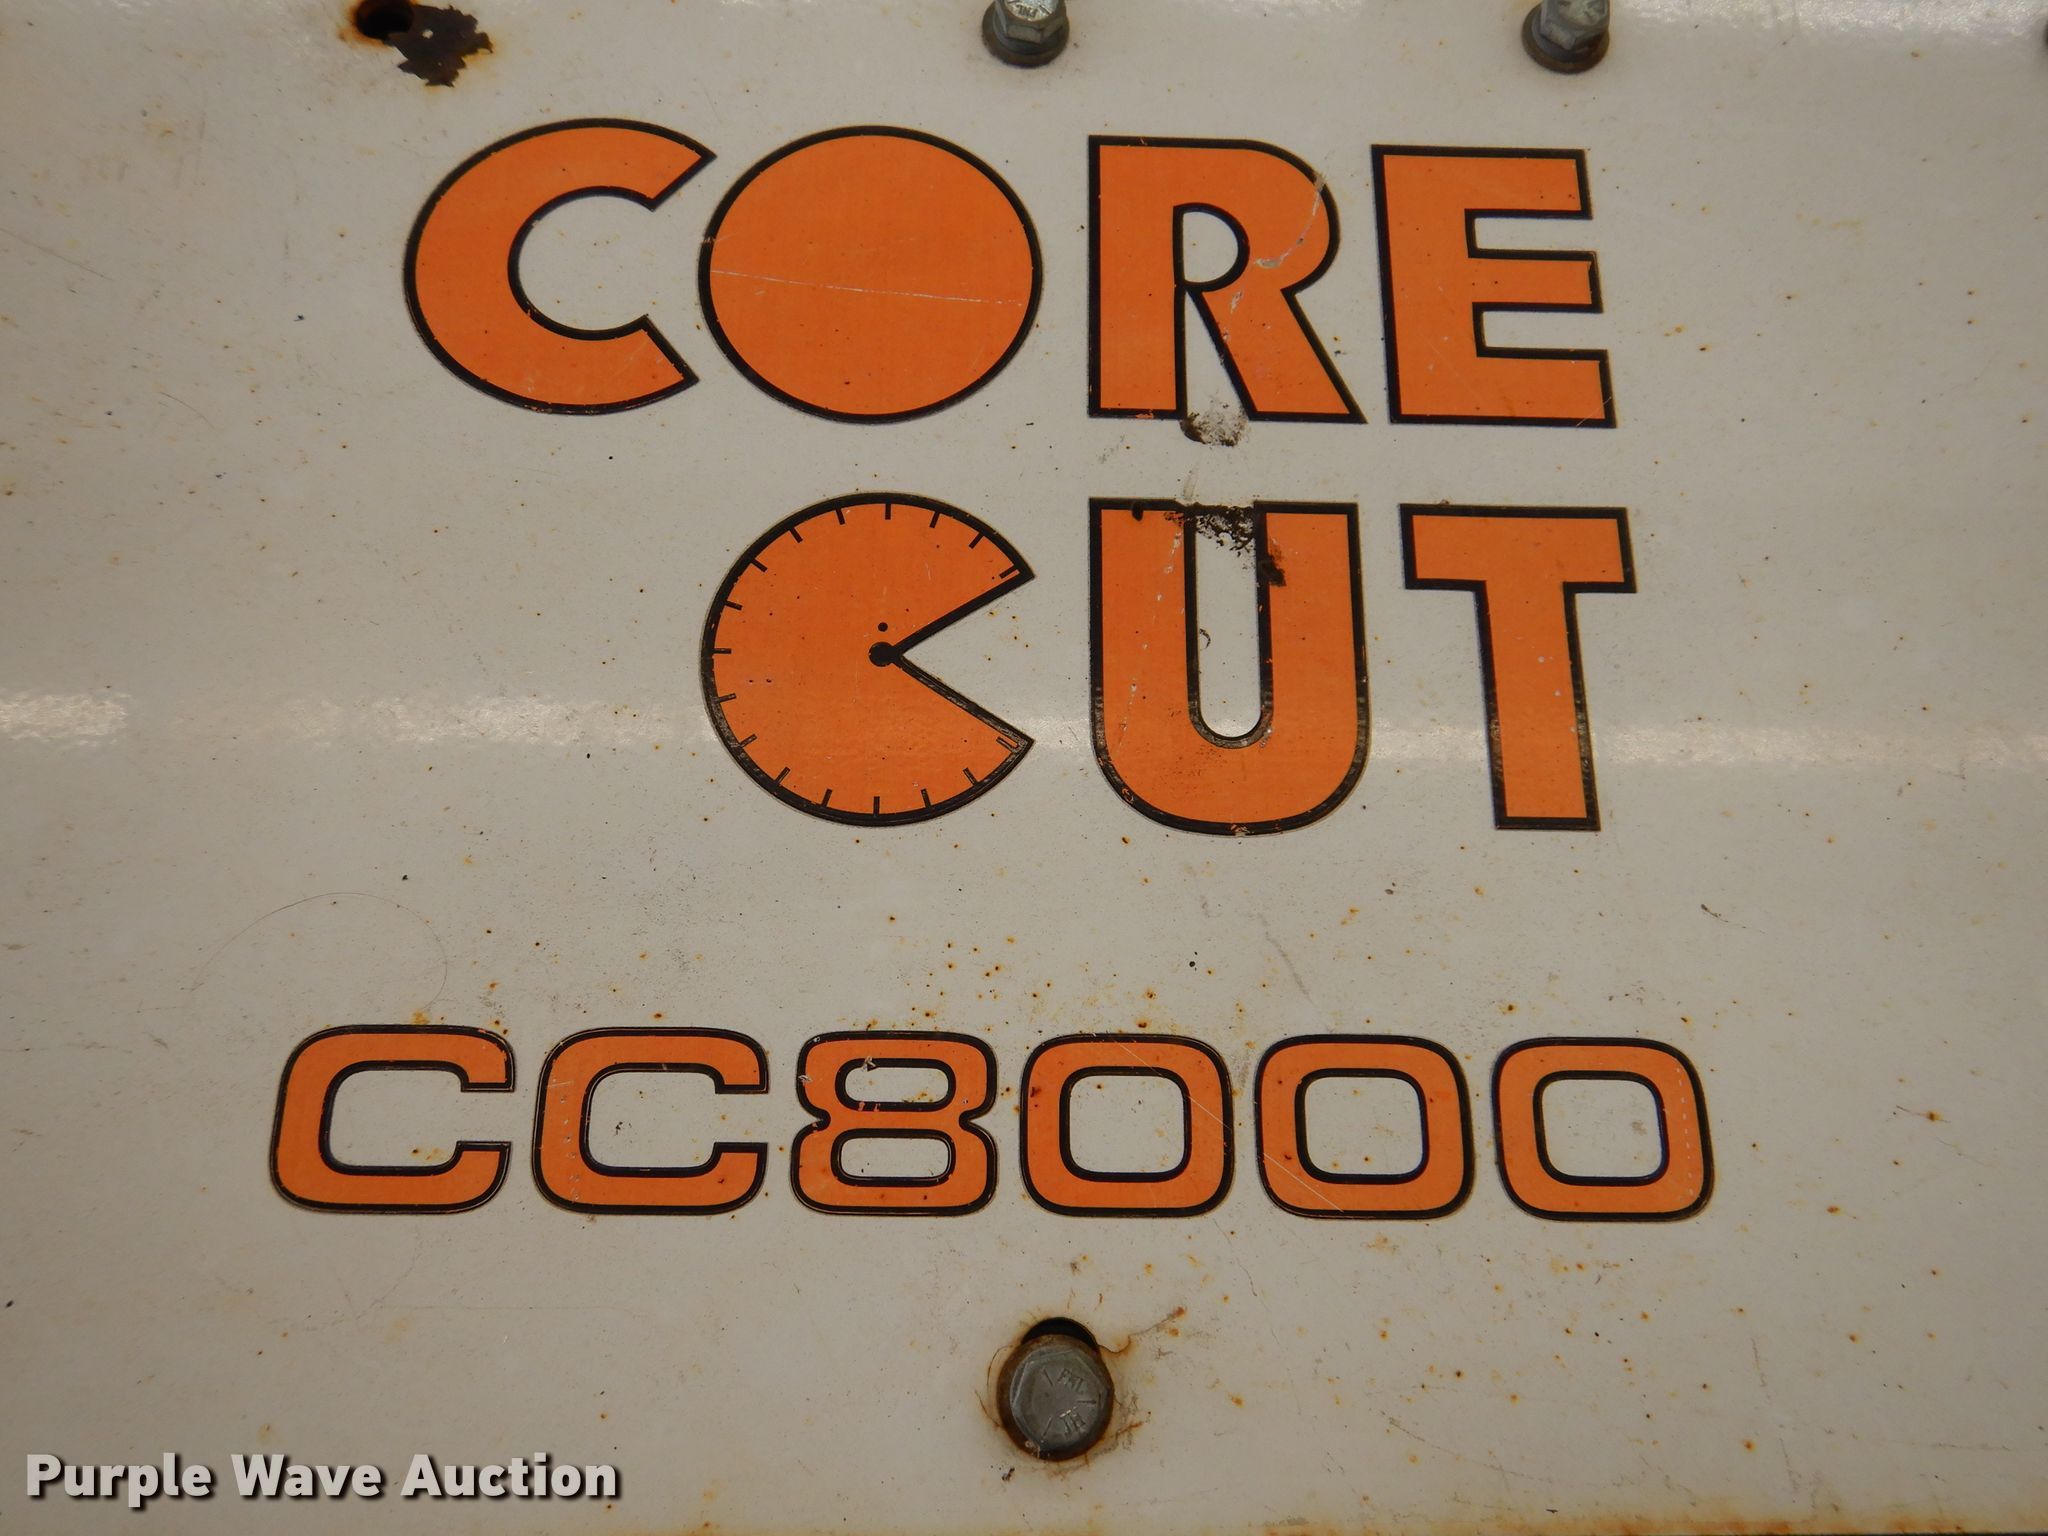 CORE
CUT
CC8000
Purple Wave Auction